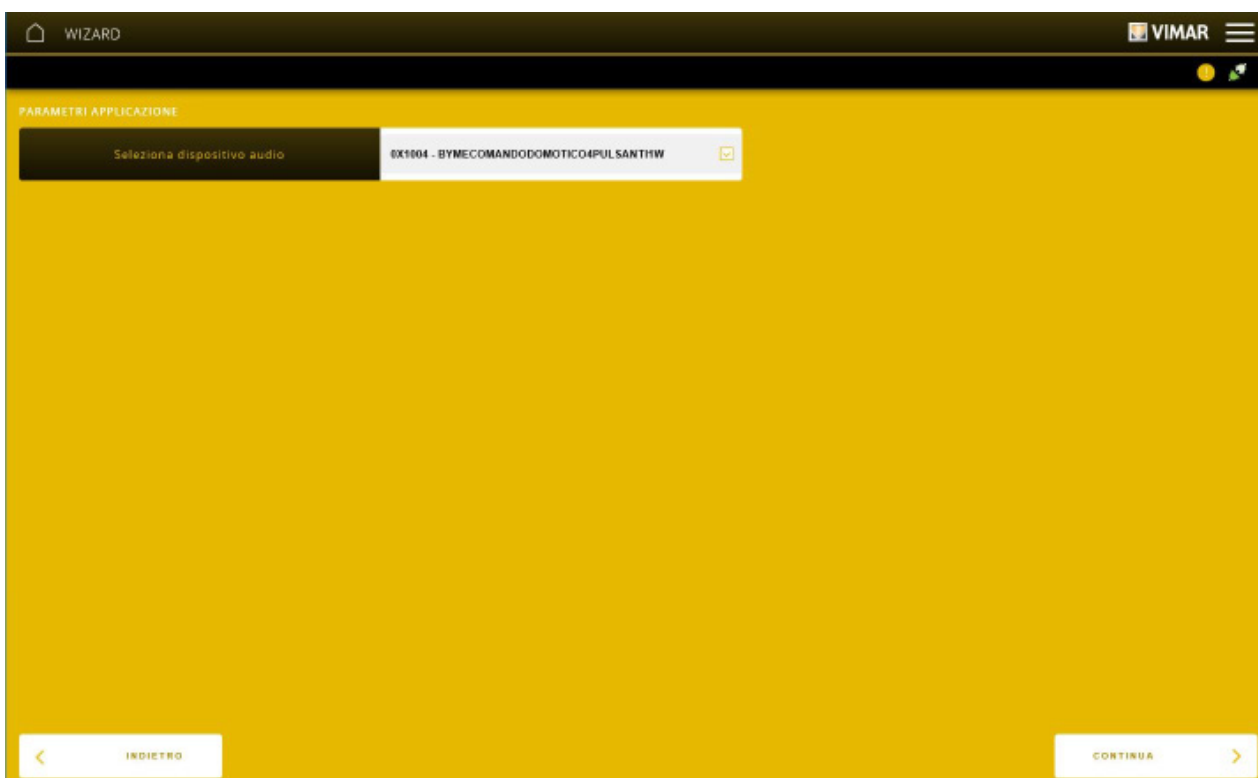 WIZARD
VIMAR
PARAMETRI APPLICAZIONE
Seleziona dispositivo audio
0X1004 - BYMECOMANDODOMOTICO4PULSANTI1W
INDIETRO
CONTINUA